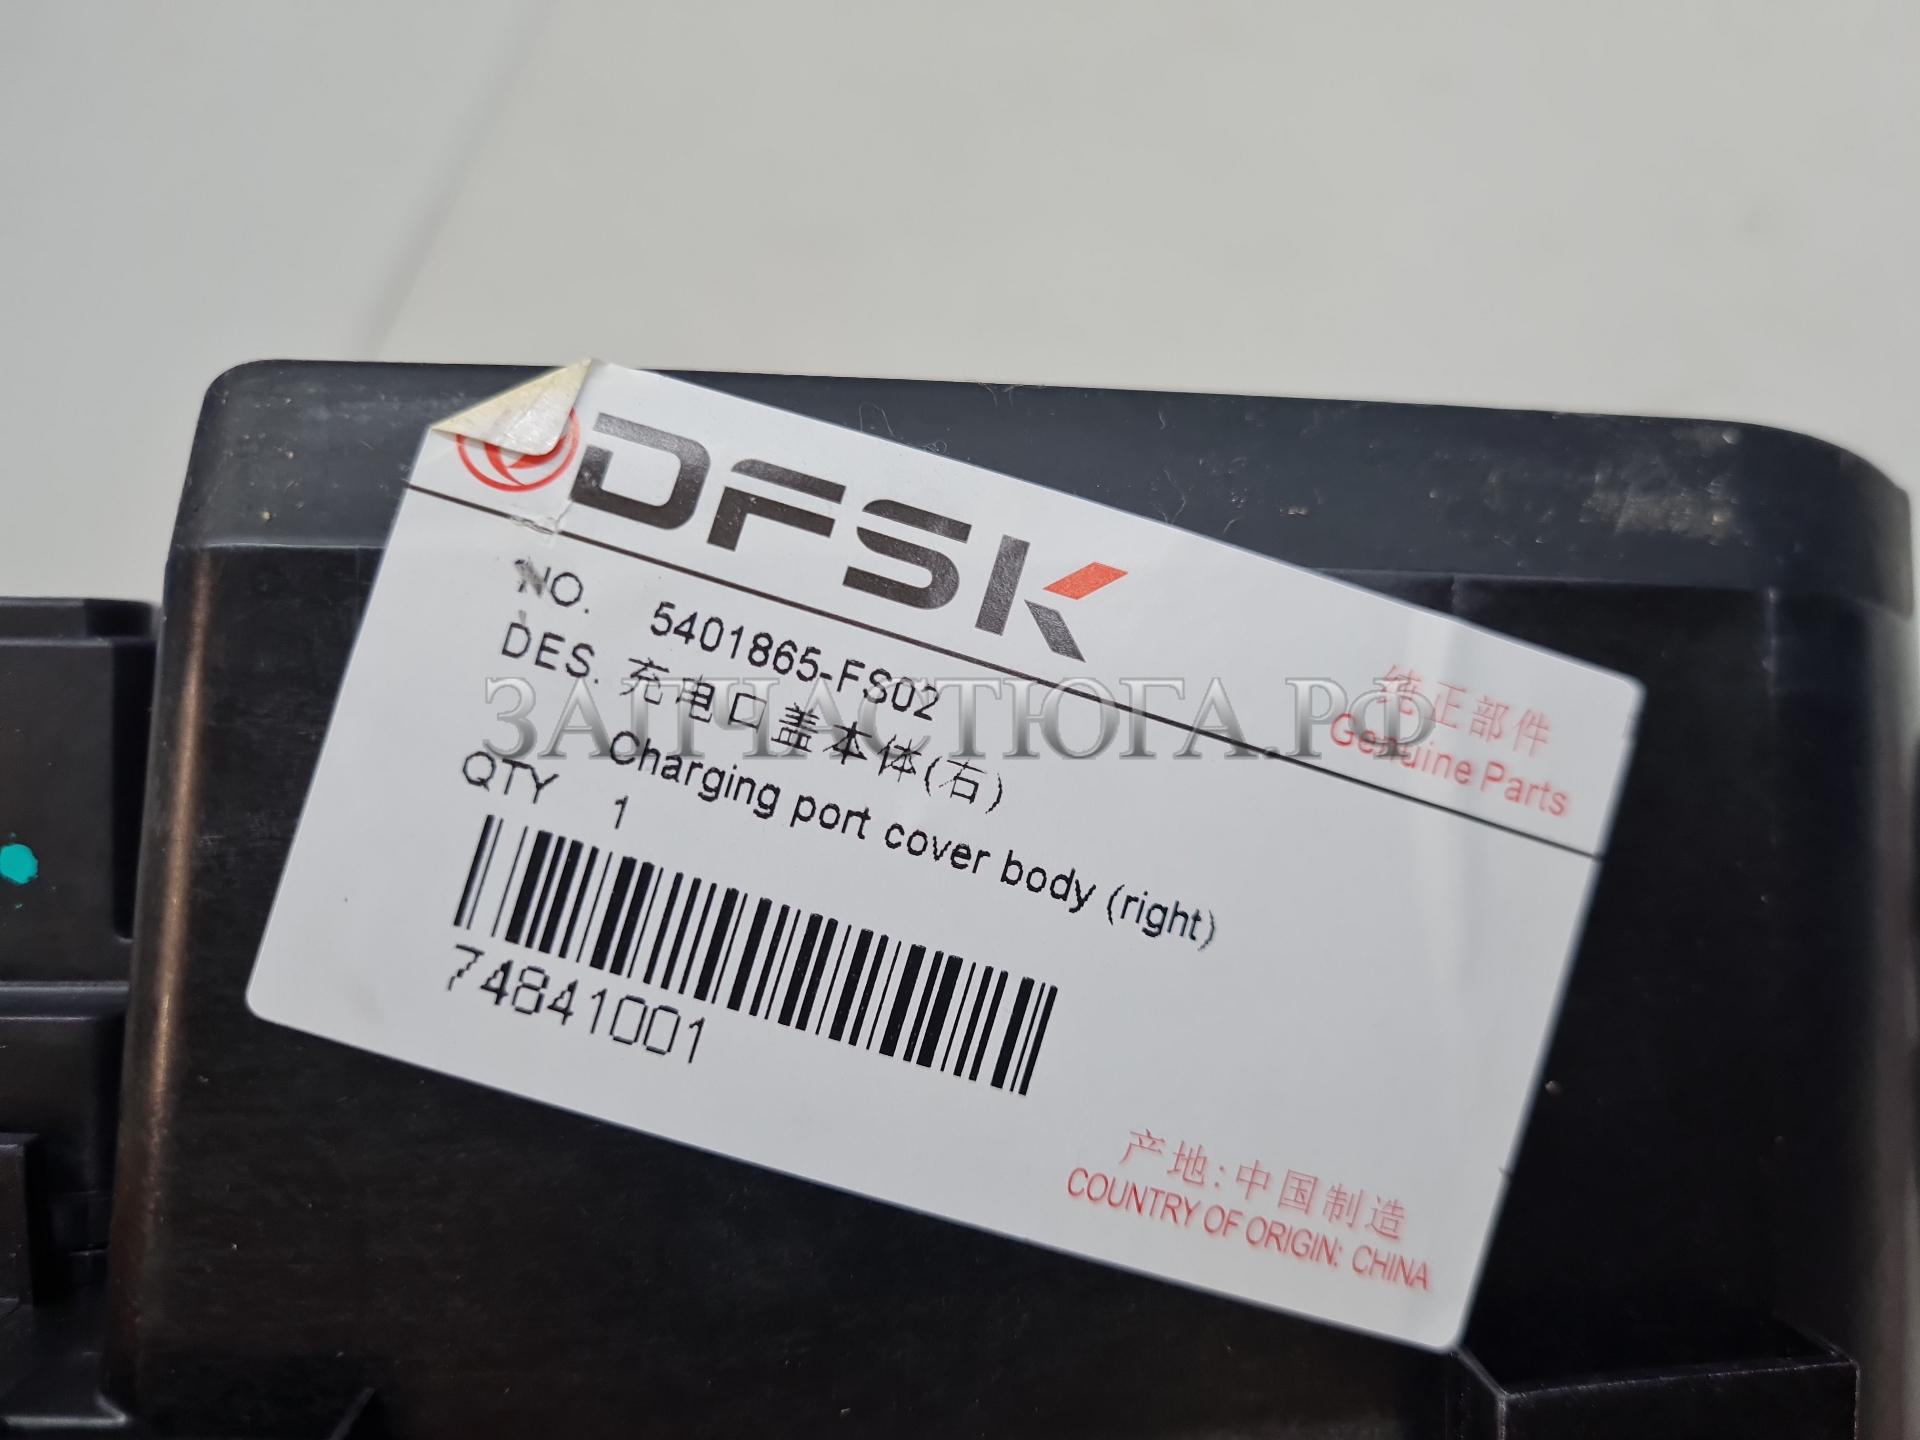 DFSK
纯正部件
Genuine Parts
NO. 5401865-FS02
DES. 充电口盖本体(右)
Charging port cover body (right)
QTY 1
74841001
产地:中国制造
COUNTRY OF ORIGIN: CHINA
ЗАПЧАСТЮГА.РФ